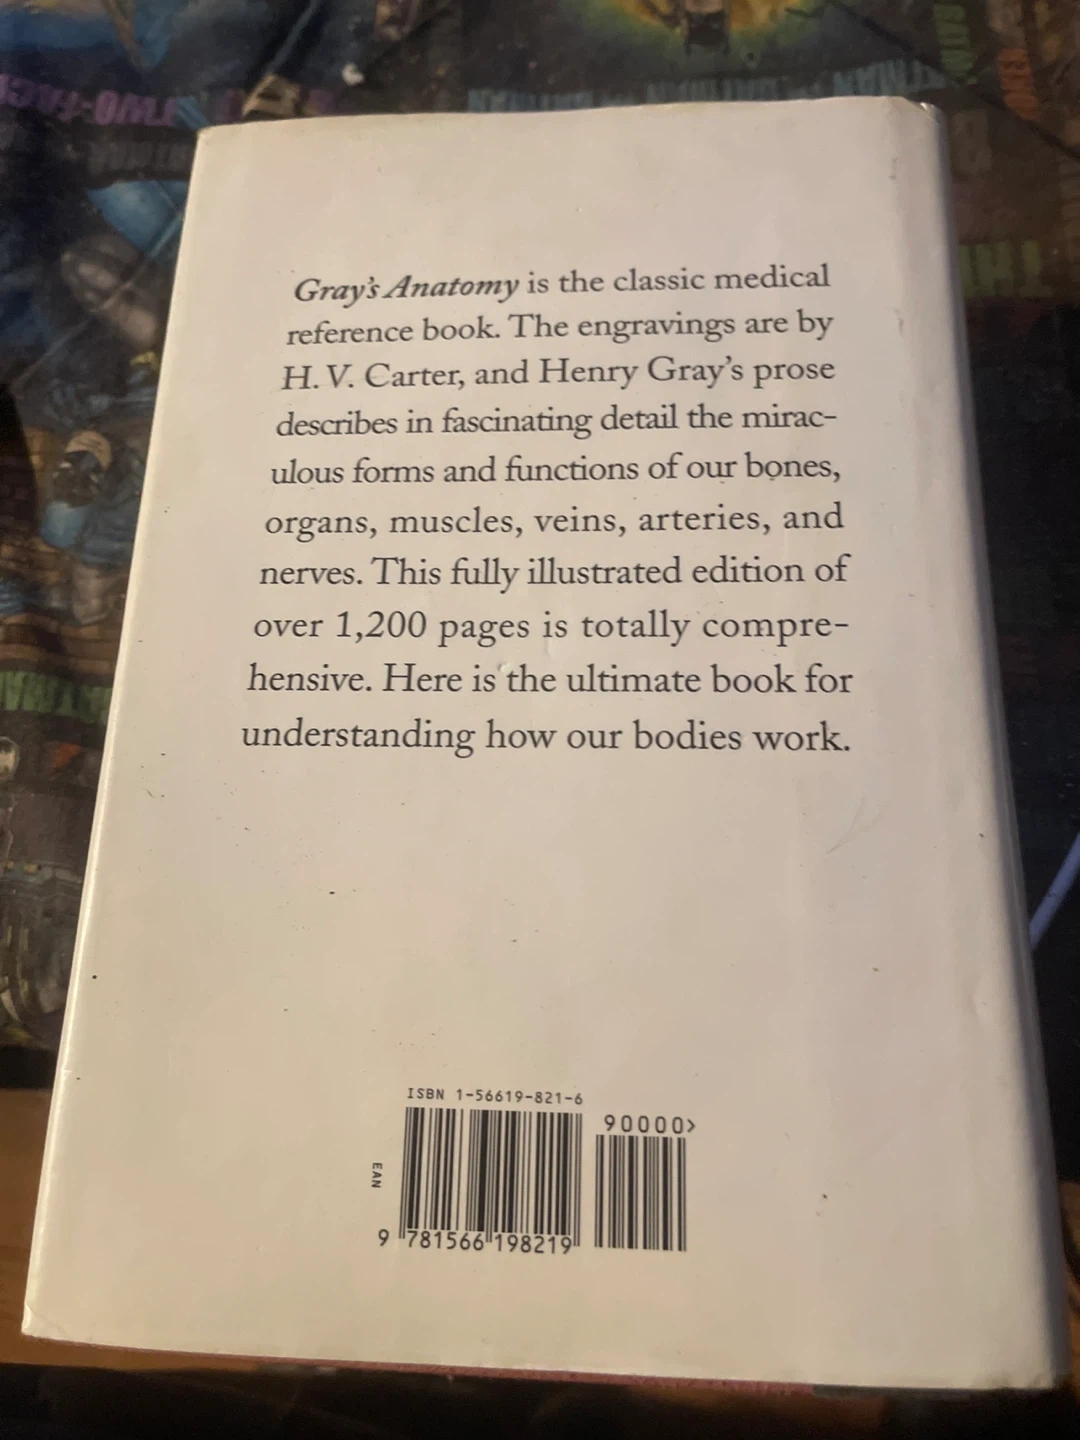 TWO-FACE
Gray's Anatomy is the classic medical
reference book. The engravings are by
H. V. Carter, and Henry Gray's prose
describes in fascinating detail the mirac-
ulous forms and functions of our bones,
organs, muscles, veins, arteries, and
nerves. This fully illustrated edition of
over 1,200 pages is totally compre-
hensive. Here is the ultimate book for
understanding how our bodies work.
ISBN 1-56619-821-6
90000>
EAN
9 781566 198219